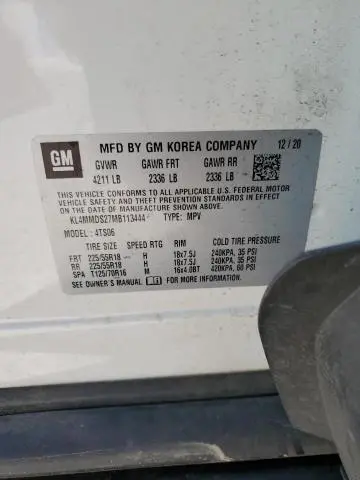 GM
MFD BY GM KOREA COMPANY 12/20
GVWR GAWR FRT GAWR RR
4211 LB 2336 LB 2336 LB
THIS VEHICLE CONFORMS TO ALL APPLICABLE U.S. FEDERAL MOTOR
VEHICLE SAFETY, BUMPER, AND THEFT PREVENTION STANDARDS IN
EFFECT ON THE DATE OF MANUFACTURE SHOWN ABOVE.
KL4MMDS27MB113444 TYPE: MPV
MODEL: 4TS06
TIRE SIZE SPEED RTG RIM COLD TIRE PRESSURE
FRT 225/55R18 H 18x7.5J 240KPA, 35 PSI
RR 225/55R18 H 18x7.5J 240KPA, 35 PSI
SPA T125/70R16 M 16x4.0BT 420KPA, 60 PSI
SEE OWNER'S MANUAL FOR MORE INFORMATION.